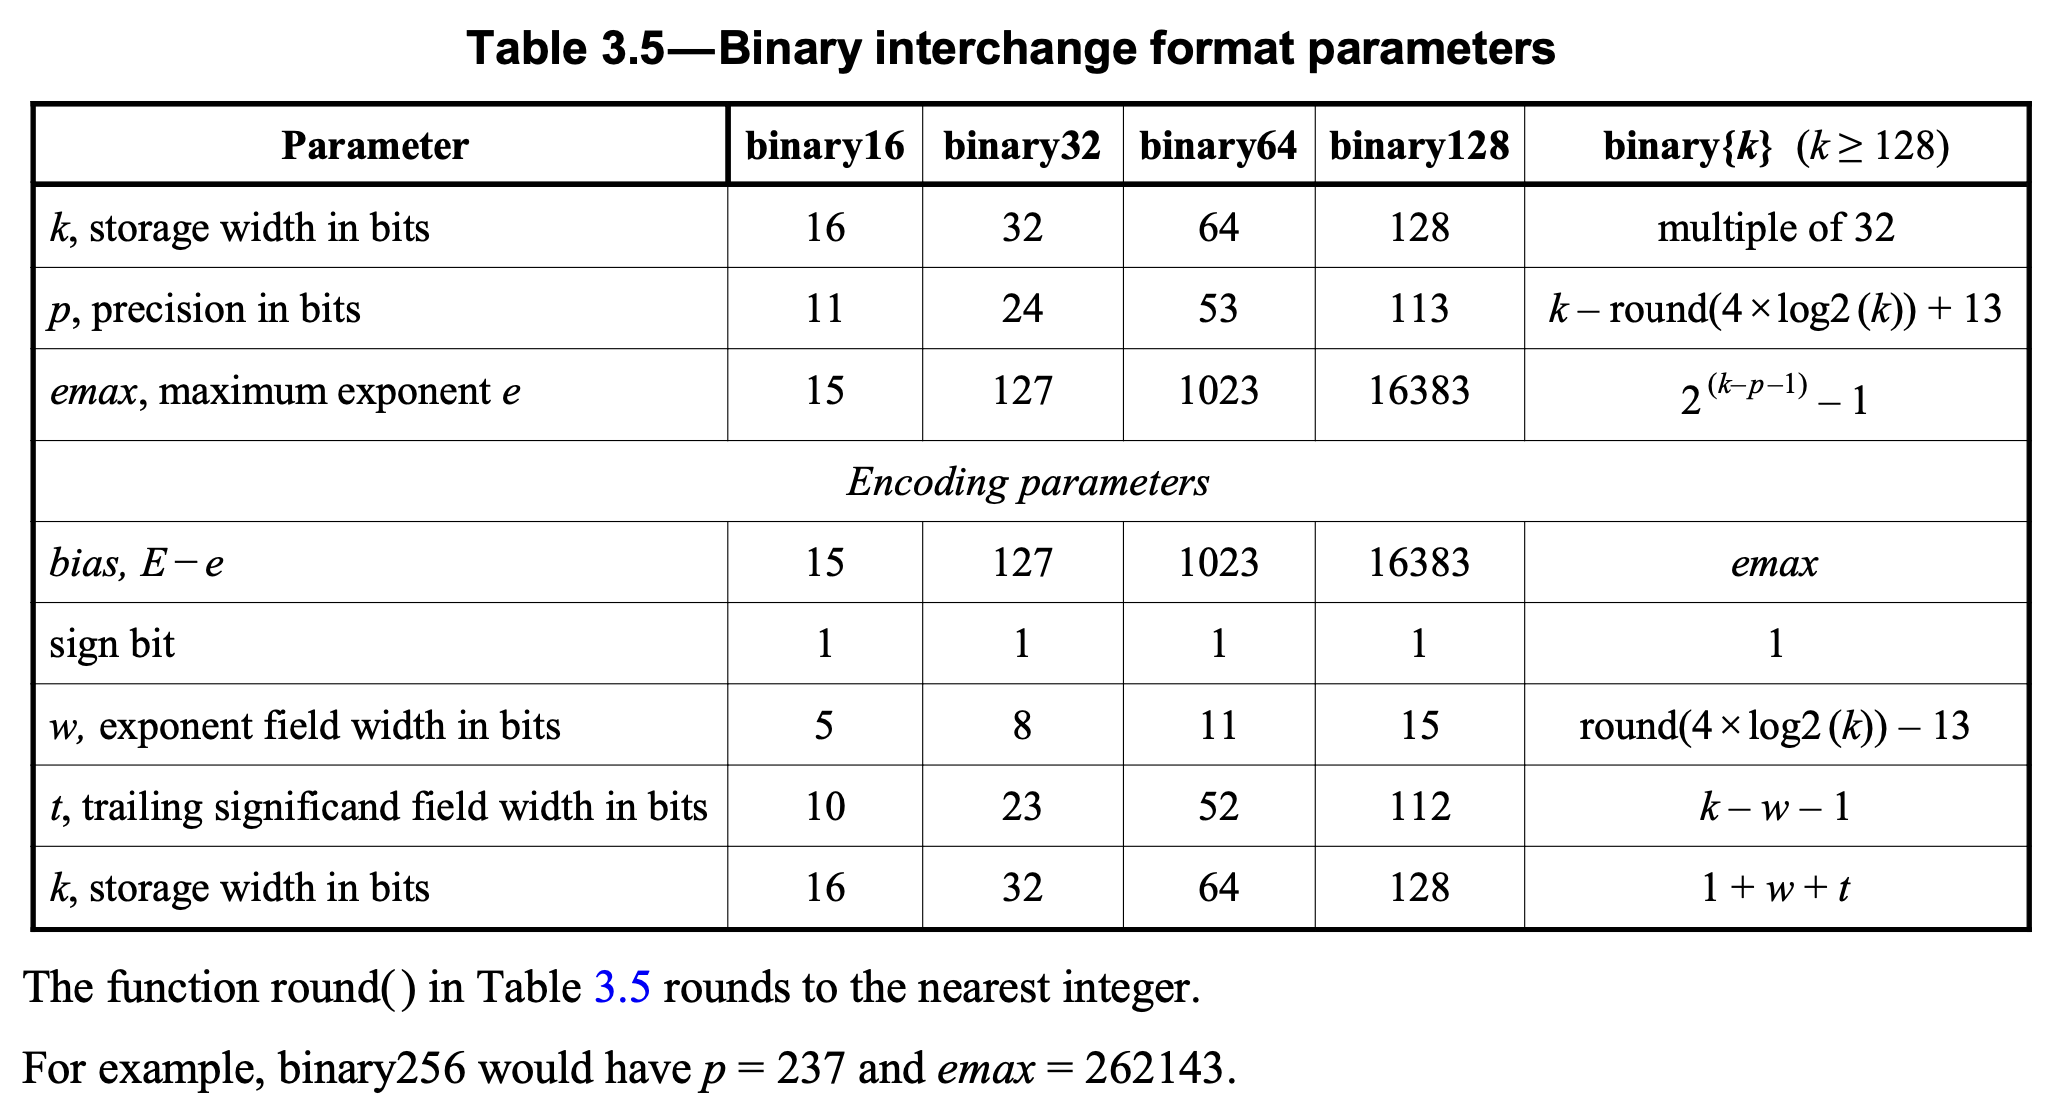 Table 3.5—Binary interchange format parameters
Parameter binary16 binary32 binary64 binary128 binary{k} (k ≥ 128)
k, storage width in bits 16 32 64 128 multiple of 32
p, precision in bits 11 24 53 113 k – round(4 × log2 (k)) + 13
emax, maximum exponent e 15 127 1023 16383 2^(k–p–1) – 1
Encoding parameters
bias, E − e 15 127 1023 16383 emax
sign bit 1 1 1 1 1
w, exponent field width in bits 5 8 11 15 round(4 × log2 (k)) – 13
t, trailing significand field width in bits 10 23 52 112 k – w – 1
k, storage width in bits 16 32 64 128 1 + w + t
The function round() in Table 3.5 rounds to the nearest integer.
For example, binary256 would have p = 237 and emax = 262143.